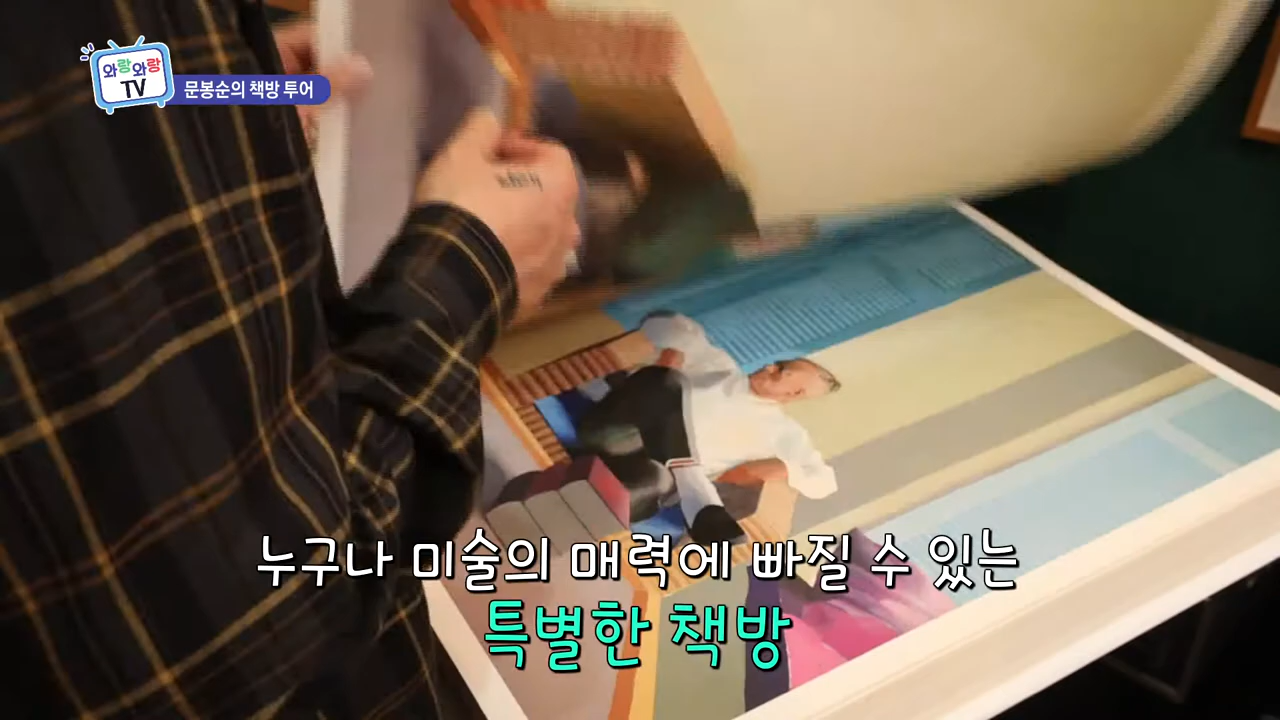 와랑와랑
TV
문봉순의 책방 투어
누구나 미술의 매력에 빠질 수 있는
특별한 책방